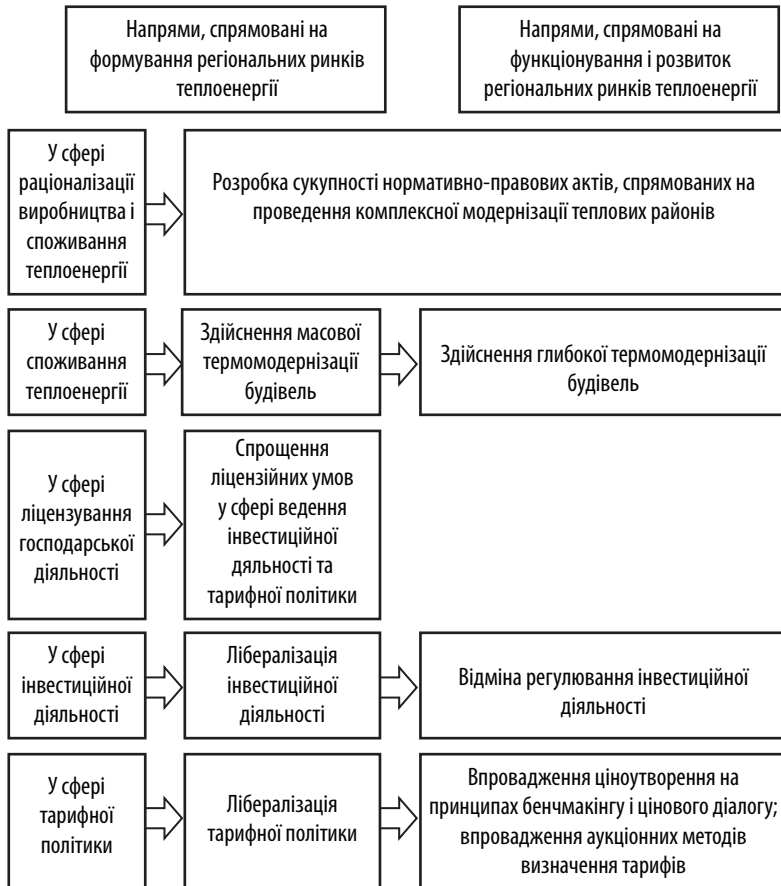 Напрями, спрямовані на
формування регіональних ринків
теплоенергії
Напрями, спрямовані на
функціонування і розвиток
регіональних ринків теплоенергії
У сфері
раціоналізації
виробництва і
споживання
теплоенергії
Розробка сукупності нормативно-правових актів, спрямованих на
проведення комплексної модернізації теплових районів
У сфері
споживання
теплоенергії
Здійснення масової
термомодернізації
будівель
Здійснення глибокої термомодернізації
будівель
У сфері
ліцензування
господарської
діяльності
Спрощення
ліцензійних умов
у сфері ведення
інвестиційної
дяльності та
тарифної політики
У сфері
інвестиційної
діяльності
Лібералізація
інвестиційної
діяльності
Відміна регулювання інвестиційної
діяльності
У сфері
тарифної
політики
Лібералізація
тарифної політики
Впровадження ціноутворення на
принципах бенчмакінгу і цінового діалогу;
впровадження аукціонних методів
визначення тарифів